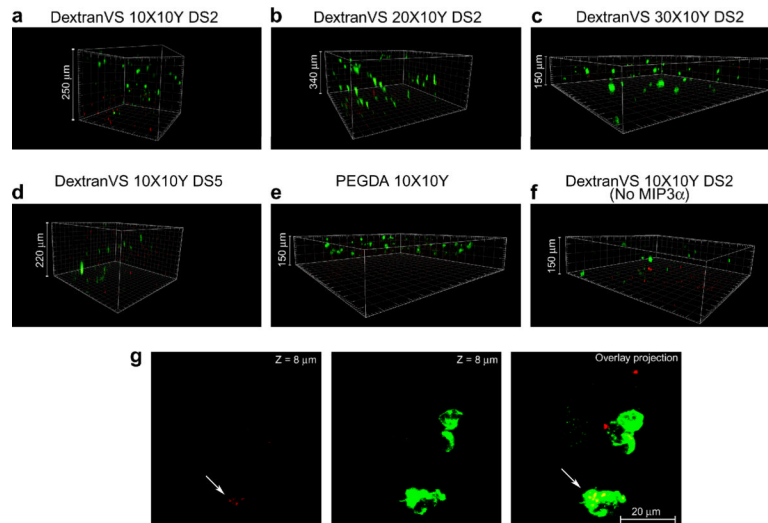 a DextranVS 10X10Y DS2
250 µm
b DextranVS 20X10Y DS2
340 µm
c DextranVS 30X10Y DS2
150 µm
d DextranVS 10X10Y DS5
220 µm
e PEGDA 10X10Y
150 µm
f DextranVS 10X10Y DS2
(No MIP3α)
150 µm
g
Z = 8 µm
Z = 8 µm
Overlay projection
20 µm